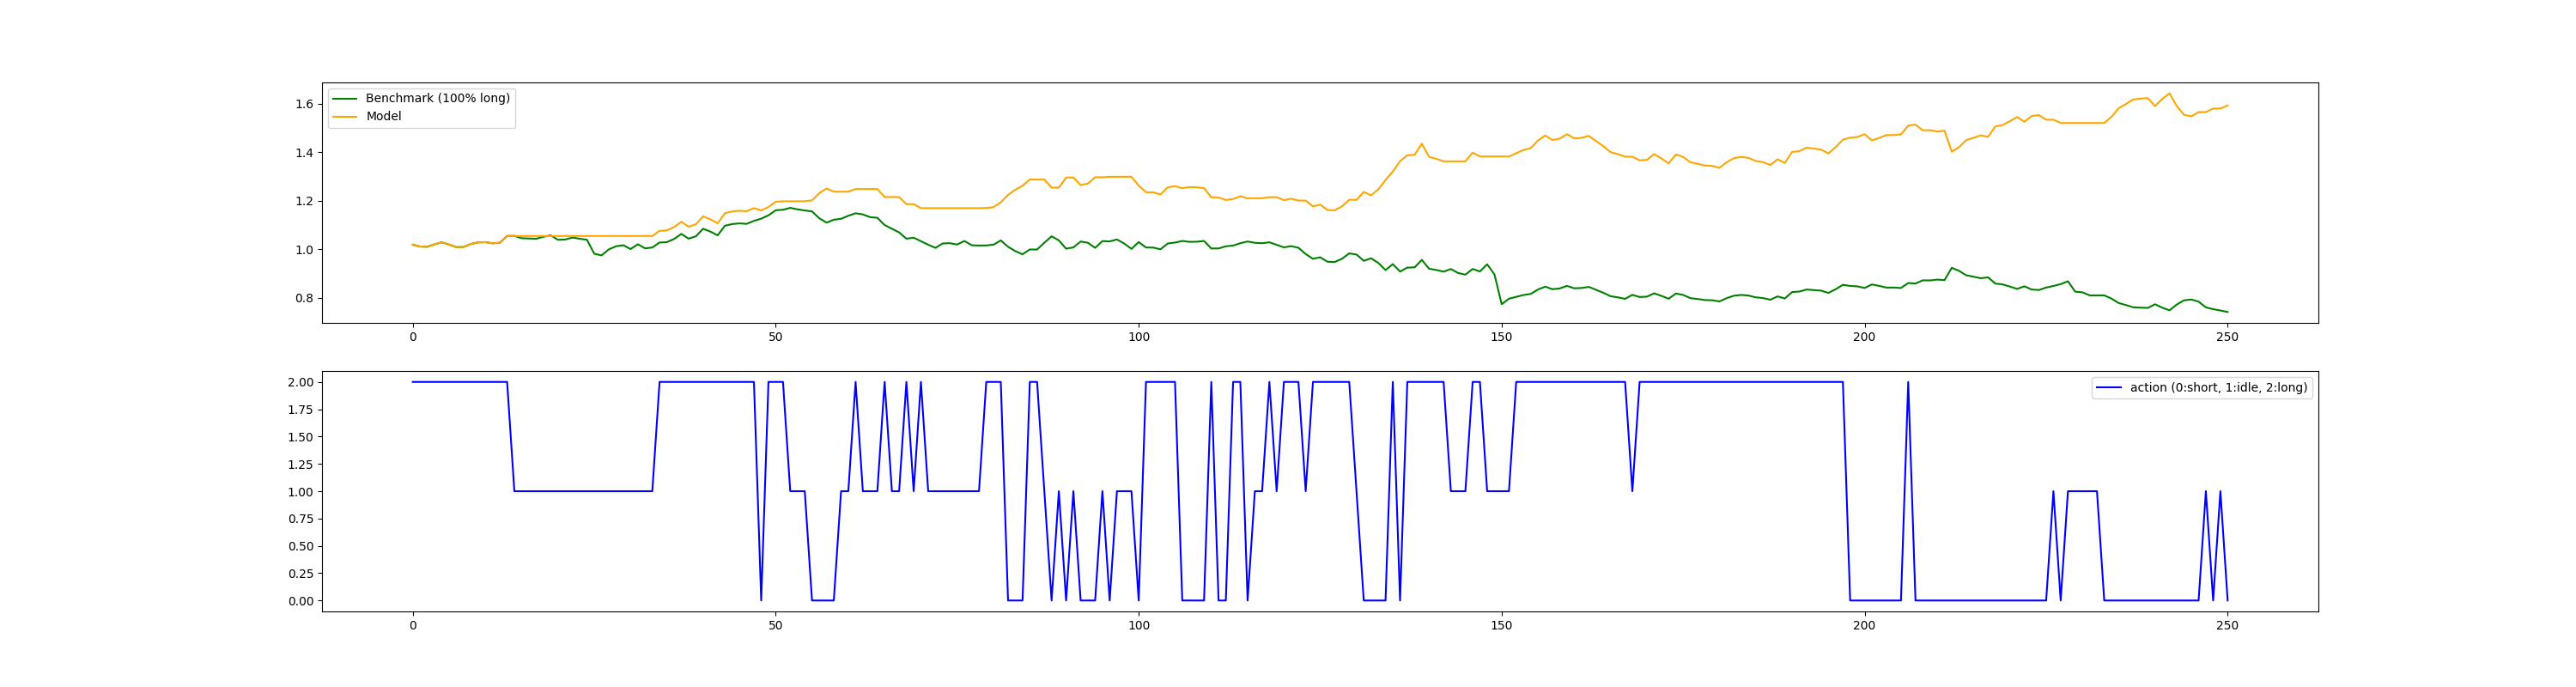 1.6
1.4
1.2
1.0
0.8
Benchmark (100% long)
Model
0 50 100 150 200 250
2.00
1.75
1.50
1.25
1.00
0.75
0.50
0.25
0.00
action (0:short, 1:idle, 2:long)
0 50 100 150 200 250